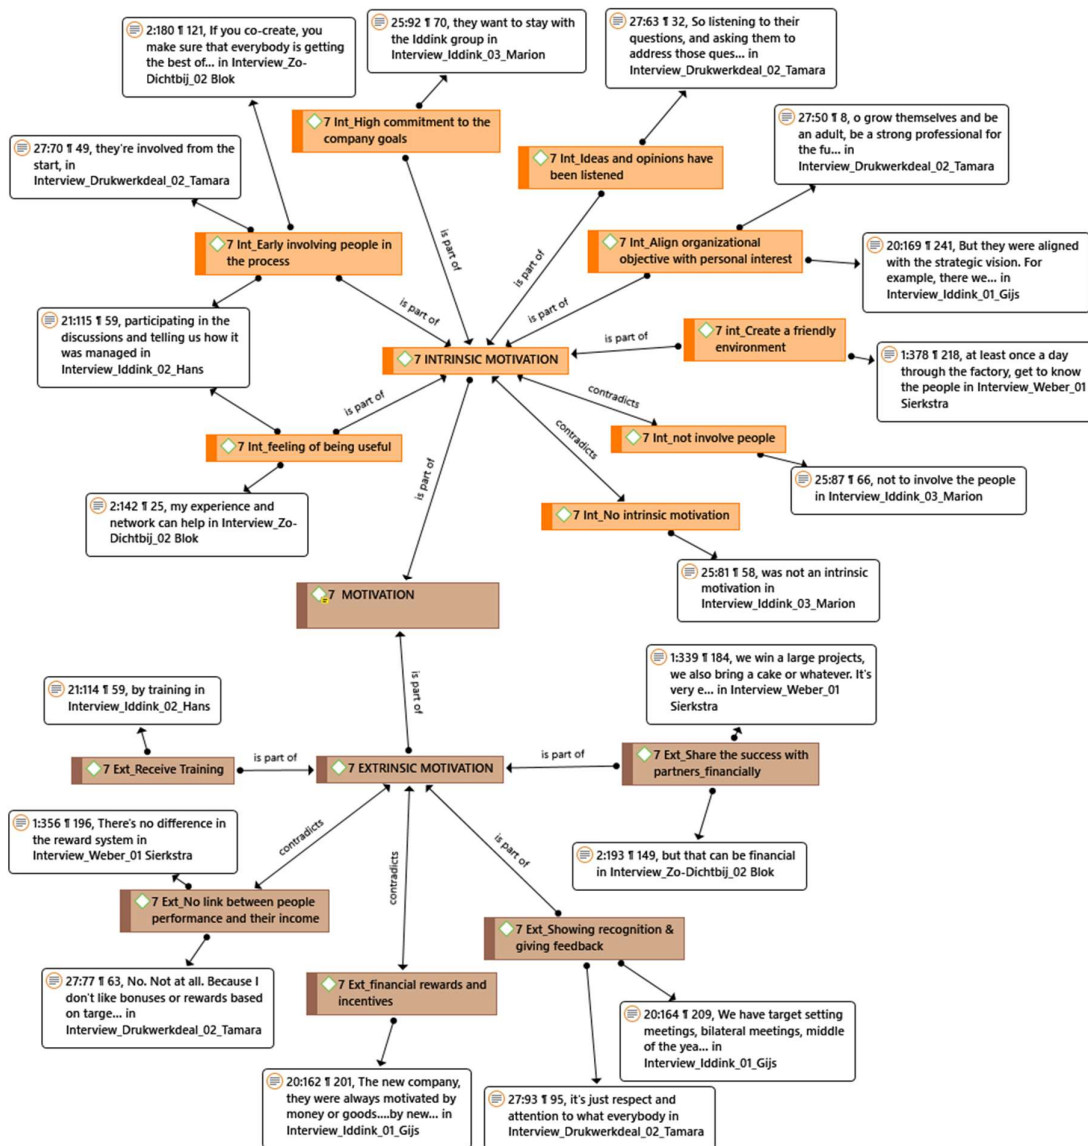 2:180 ¶ 121, If you co-create, you
make sure that everybody is getting
the best of... in Interview_Zo-
Dichtbij_02 Blok
25:92 ¶ 70, they want to stay with
the Iddink group in
Interview_Iddink_03_Marion
27:63 ¶ 32, So listening to their
questions, and asking them to
address those ques... in
Interview_Drukwerkdeal_02_Tamara
7 Int_High commitment to the
company goals
27:50 ¶ 8, o grow themselves and be
an adult, be a strong professional for
the fu... in
Interview_Drukwerkdeal_02_Tamara
27:70 ¶ 49, they're involved from the
start, in
Interview_Drukwerkdeal_02_Tamara
7 Int_Ideas and opinions have
been listened
7 Int_Early involving people in
the process
7 Int_Align organizational
objective with personal interest
20:169 ¶ 241, But they were aligned
with the strategic vision. For
example, there we... in
Interview_Iddink_01_Gijs
is part of
is part of
is part of
is part of
21:115 ¶ 59, participating in the
discussions and telling us how it
was managed in
Interview_Iddink_02_Hans
7 int_Create a friendly
environment
is part of
7 INTRINSIC MOTIVATION
1:378 ¶ 218, at least once a day
through the factory, get to know
the people in Interview_Weber_01
Sierkstra
is part of
contradicts
7 Int_feeling of being useful
7 Int_not involve people
contradicts
is part of
25:87 ¶ 66, not to involve the people
in Interview_Iddink_03_Marion
2:142 ¶ 25, my experience and
network can help in Interview_Zo-
Dichtbij_02 Blok
7 Int_No intrinsic motivation
25:81 ¶ 58, was not an intrinsic
motivation in
Interview_Iddink_03_Marion
7 MOTIVATION
1:339 ¶ 184, we win a large projects,
we also bring a cake or whatever. It's
very e... in Interview_Weber_01
Sierkstra
21:114 ¶ 59, by training in
Interview_Iddink_02_Hans
is part of
7 Ext_Receive Training
is part of
7 EXTRINSIC MOTIVATION
is part of
7 Ext_Share the success with
partners_financially
1:356 ¶ 196, There's no difference in
the reward system in
Interview_Weber_01 Sierkstra
contradicts
contradicts
is part of
2:193 ¶ 149, but that can be financial
in Interview_Zo-Dichtbij_02 Blok
7 Ext_No link between people
performance and their income
7 Ext_Showing recognition &
giving feedback
27:77 ¶ 63, No. Not at all. Because I
don't like bonuses or rewards based
on targe... in
Interview_Drukwerkdeal_02_Tamara
7 Ext_financial rewards and
incentives
20:164 ¶ 209, We have target setting
meetings, bilateral meetings, middle
of the yea... in
Interview_Iddink_01_Gijs
20:162 ¶ 201, The new company,
they were always motivated by
money or goods....by new... in
Interview_Iddink_01_Gijs
27:93 ¶ 95, it's just respect and
attention to what everybody in
Interview_Drukwerkdeal_02_Tamara